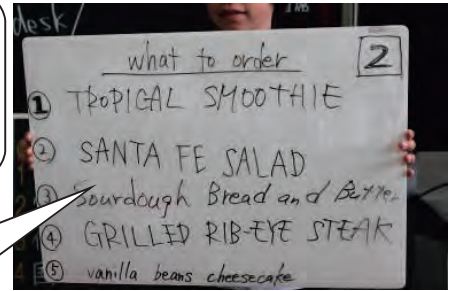 desk/
what to order
2
① TROPICAL SMOOTHIE
② SANTA FE SALAD
③ Sourdough Bread and Butter
④ GRILLED RIB-EYE STEAK
⑤ vanilla beans cheesecake